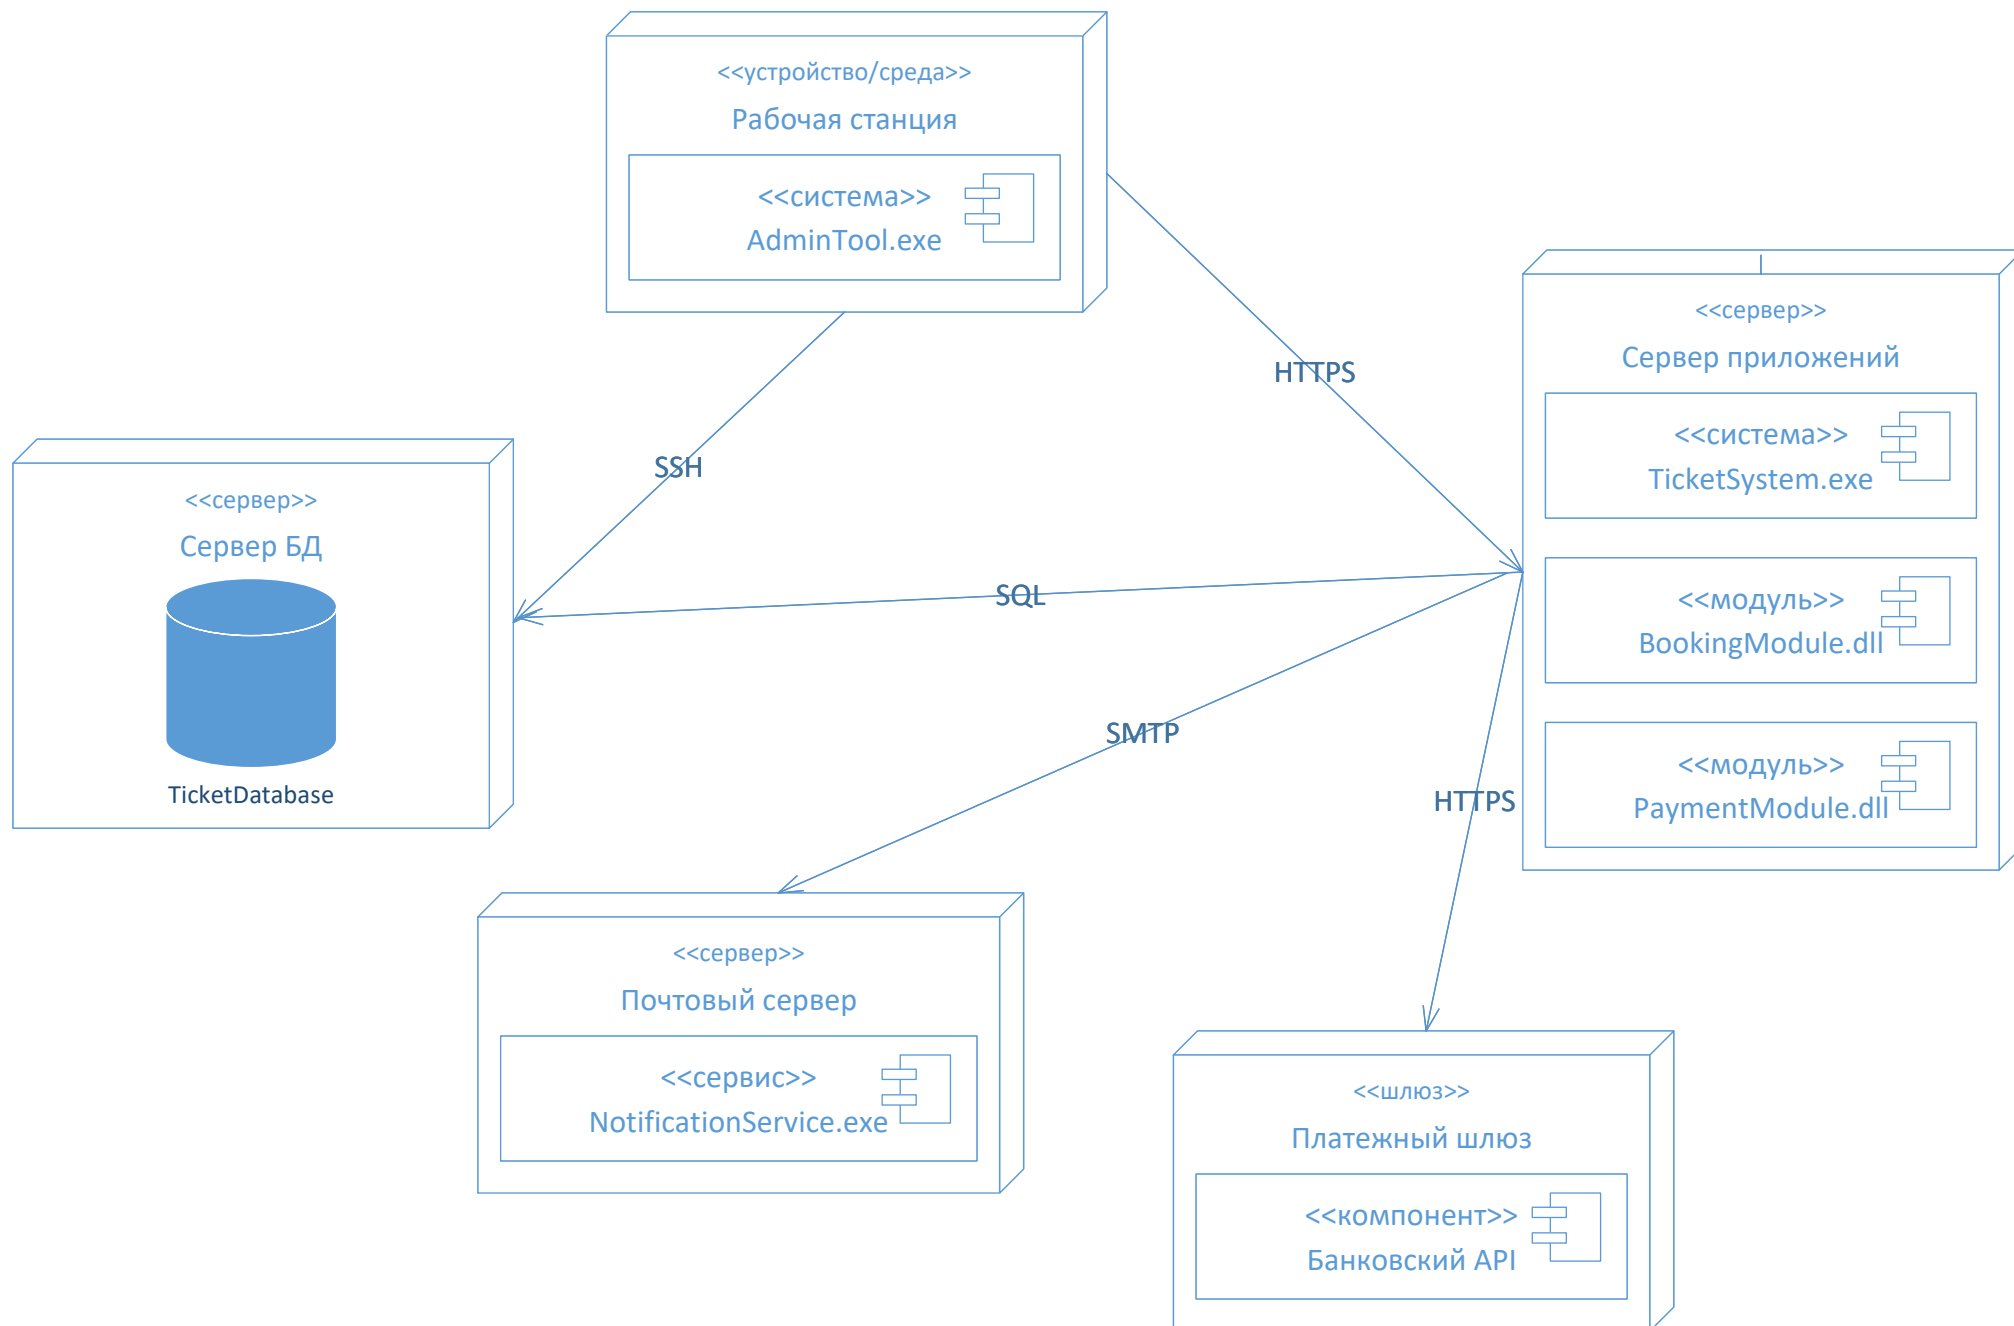 <<устройство/среда>>
Рабочая станция
<<система>>
AdminTool.exe
HTTPS
SSH
<<сервер>>
Сервер приложений
<<система>>
TicketSystem.exe
<<модуль>>
BookingModule.dll
<<модуль>>
PaymentModule.dll
<<сервер>>
Сервер БД
TicketDatabase
SQL
SMTP
HTTPS
<<сервер>>
Почтовый сервер
<<сервис>>
NotificationService.exe
<<шлюз>>
Платежный шлюз
<<компонент>>
Банковский API